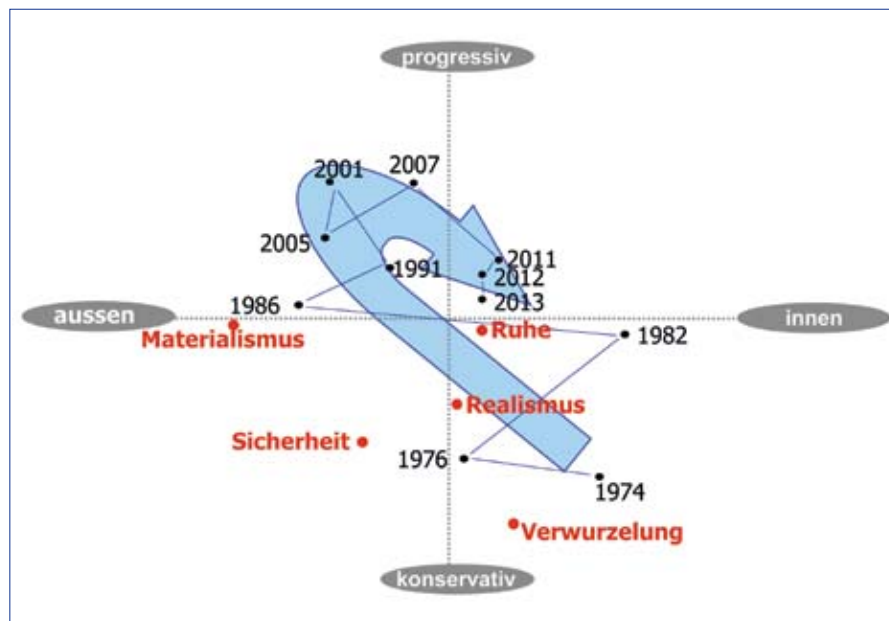 progressiv
2001
2007
2005
2011
1991
2012
2013
1986
aussen
innen
Materialismus
Ruhe
1982
Realismus
Sicherheit
1976
1974
Verwurzelung
konservativ